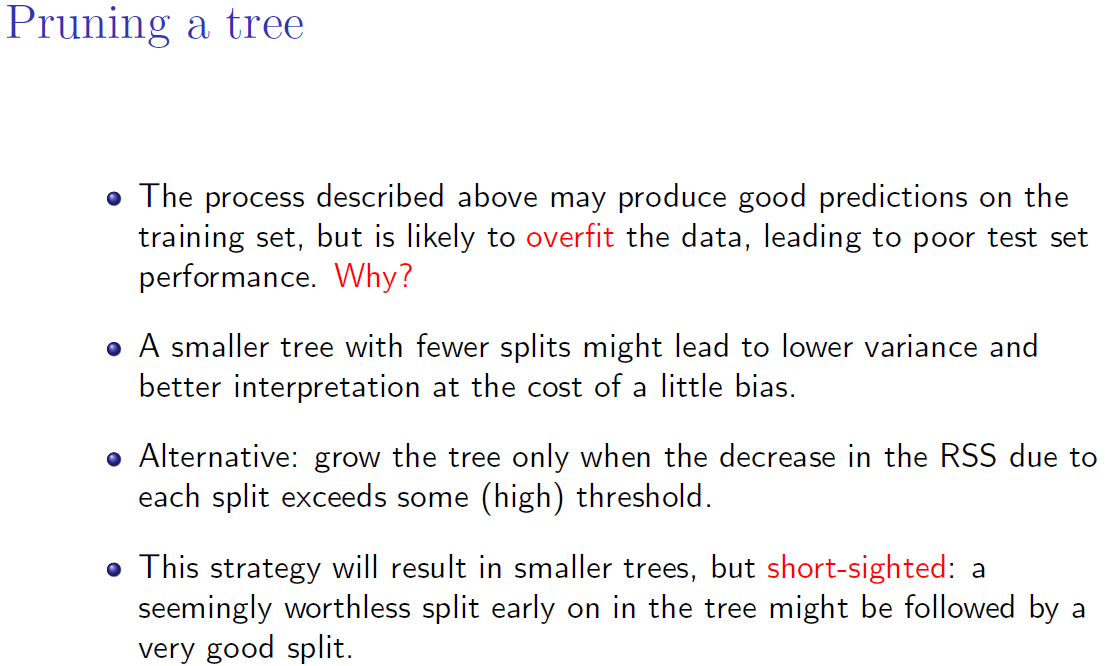 Pruning a tree
The process described above may produce good predictions on the
training set, but is likely to overfit the data, leading to poor test set
performance. Why?
A smaller tree with fewer splits might lead to lower variance and
better interpretation at the cost of a little bias.
Alternative: grow the tree only when the decrease in the RSS due to
each split exceeds some (high) threshold.
This strategy will result in smaller trees, but short-sighted: a
seemingly worthless split early on in the tree might be followed by a
very good split.